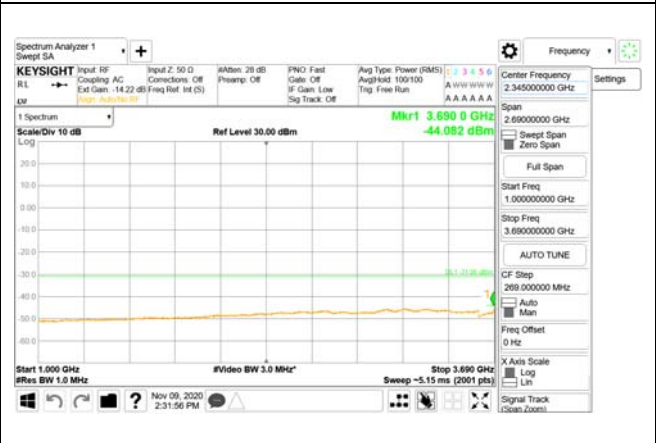 Spectrum Analyzer 1
Swept SA
+
Frequency
KEYSIGHT
RL
Input: RF
Coupling: AC
Ext Gain: -14.22 dB
Align: Auto/No RF
Input Z: 50 Ω
Corrections: Off
Freq Ref: Int (S)
#Atten: 28 dB
Preamp: Off
PNO: Fast
Gate: Off
IF Gain: Low
Sig Track: Off
Avg Type: Power (RMS)
Avg|Hold: 100/100
Trig: Free Run
1 2 3 4 5 6
A W W W W W
A A A A A A
1 Spectrum
Scale/Div 10 dB
Ref Level 30.00 dBm
Mkr1 3.690 0 GHz
-44.082 dBm
Log
20.0
10.0
0.00
-10.0
-20.0
-30.0
-40.0
-50.0
-60.0
1
Start 1.000 GHz
#Res BW 1.0 MHz
#Video BW 3.0 MHz*
Stop 3.690 GHz
Sweep ~5.15 ms (2001 pts)
Nov 09, 2020
2:31:56 PM
?
Center Frequency
2.345000000 GHz
Settings
Span
2.69000000 GHz
Swept Span
Zero Span
Full Span
Start Freq
1.000000000 GHz
Stop Freq
3.690000000 GHz
AUTO TUNE
CF Step
269.000000 MHz
Auto
Man
Freq Offset
0 Hz
X Axis Scale
Log
Lin
Signal Track
(Span Zoom)